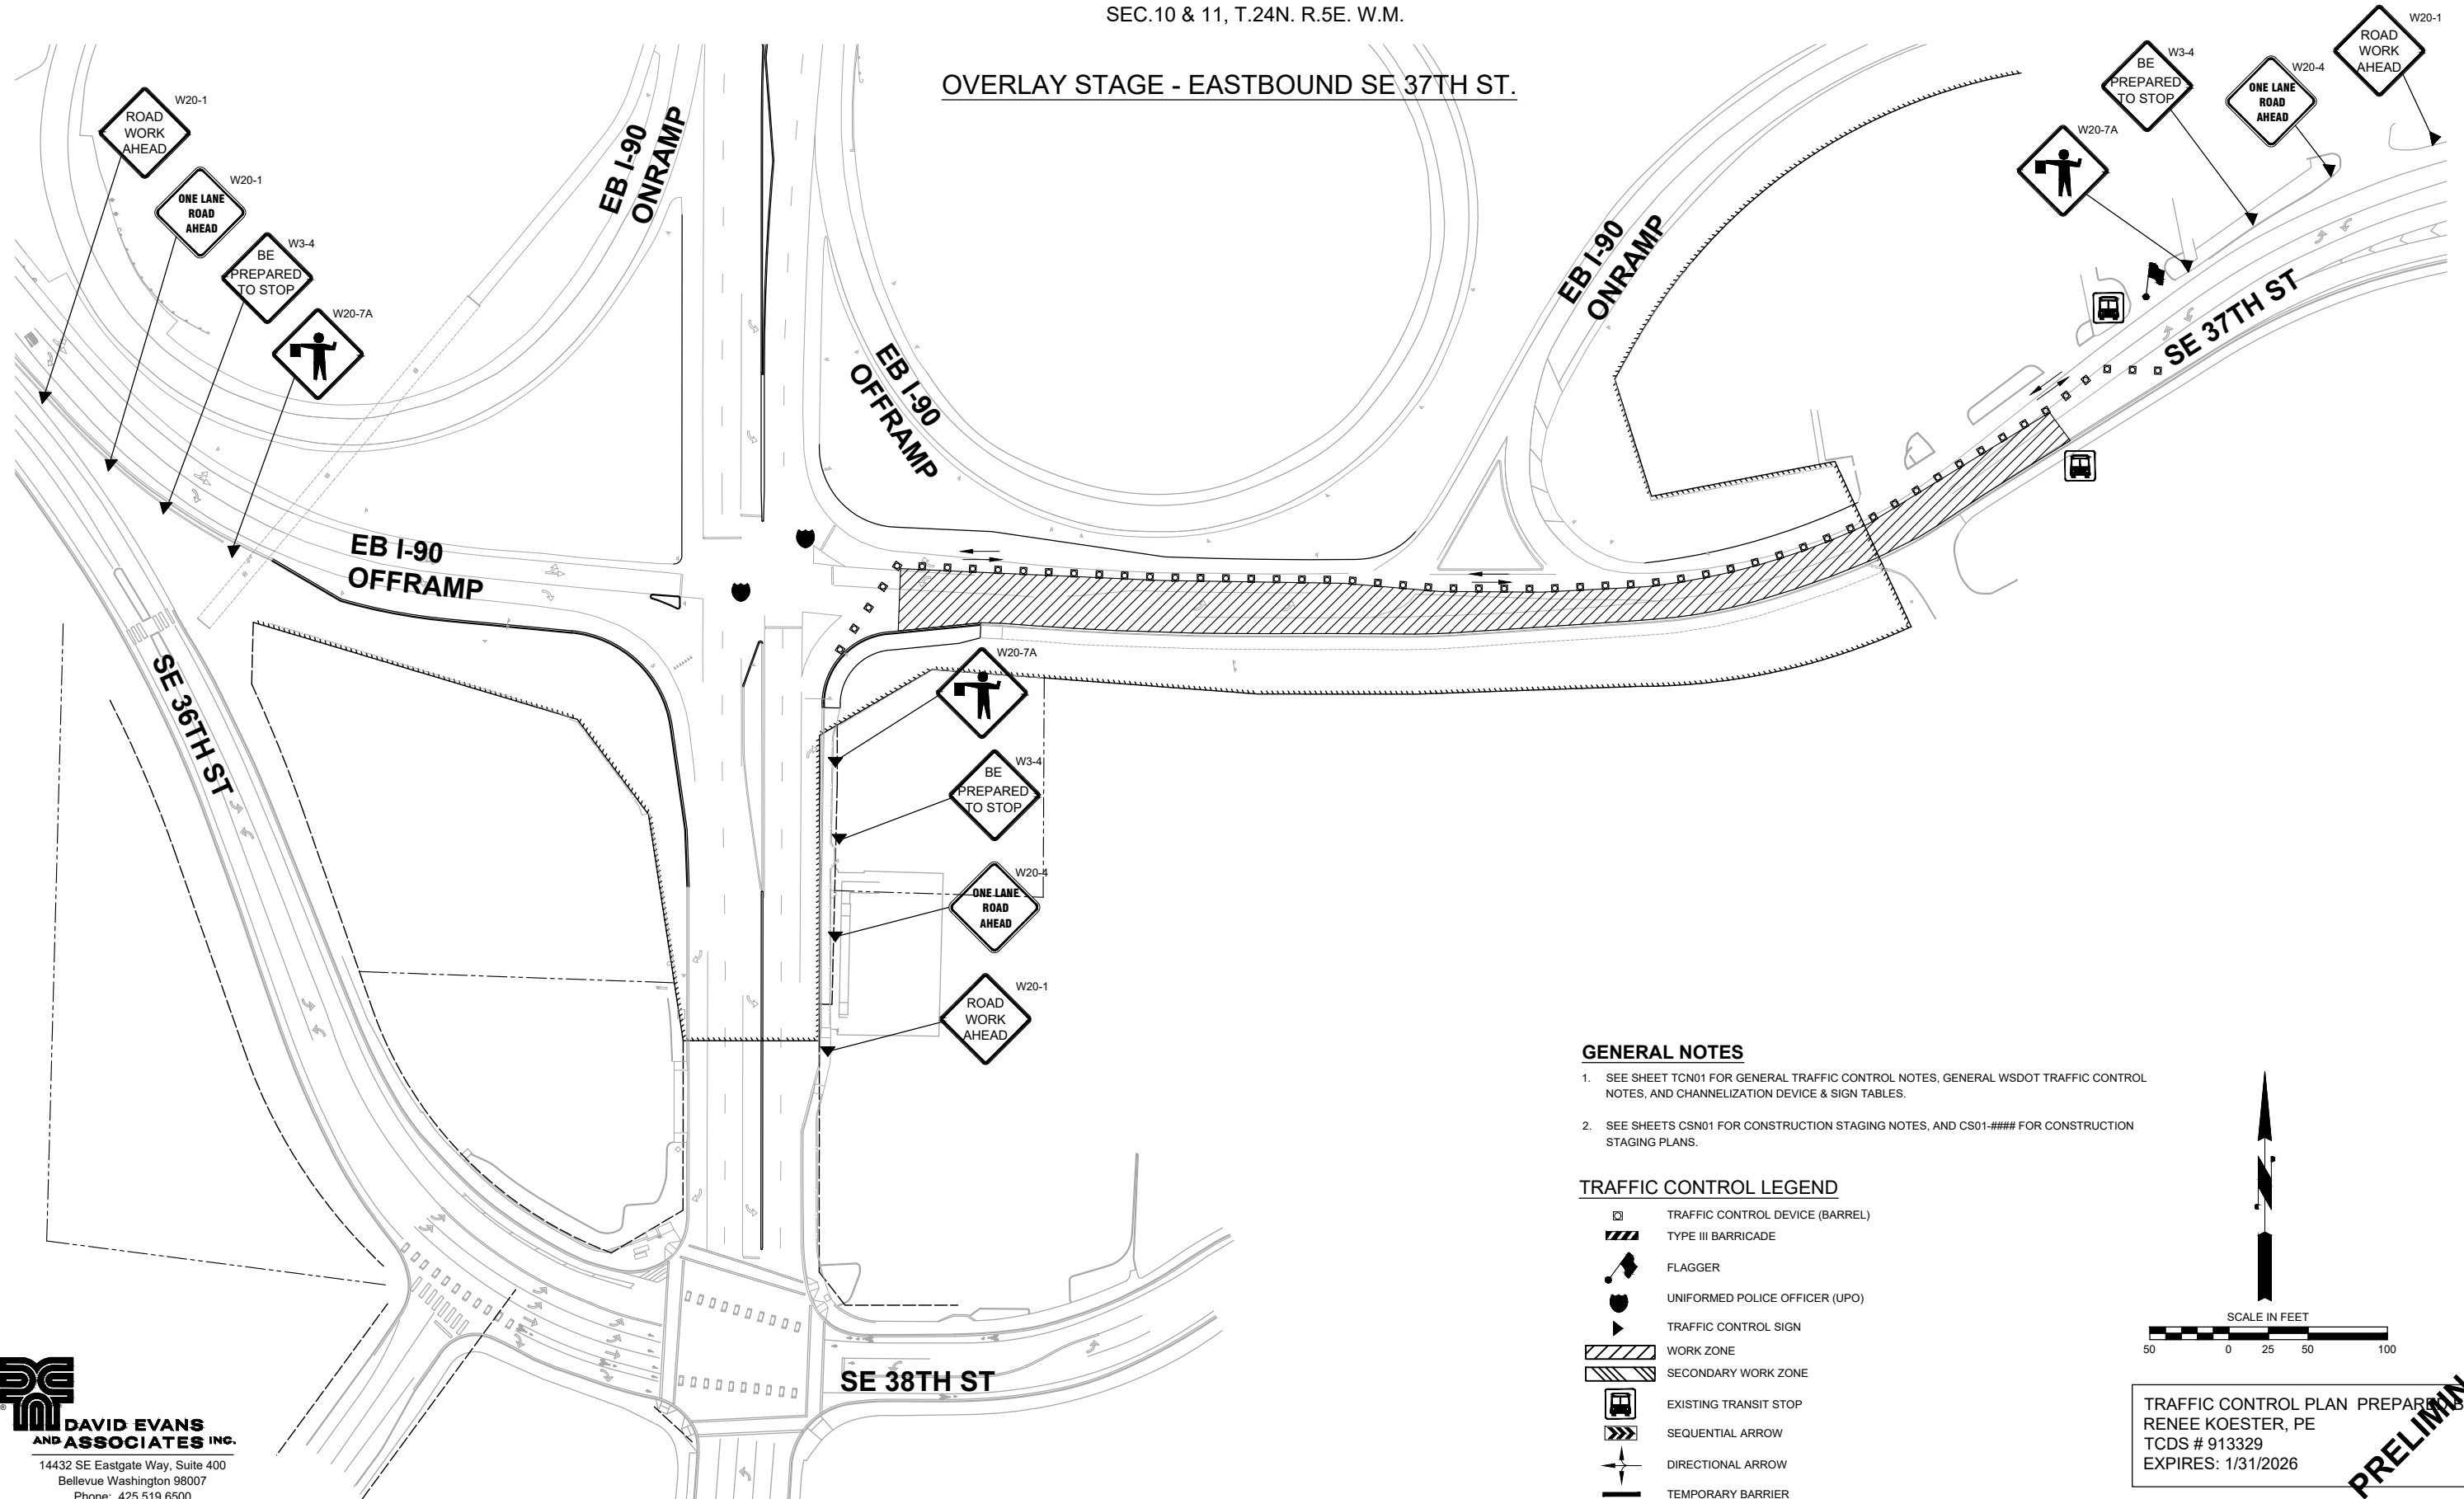 SEC.10 & 11, T.24N. R.5E. W.M.
OVERLAY STAGE - EASTBOUND SE 37TH ST.
W20-1
ROAD
WORK
AHEAD
W20-1
ONE LANE
ROAD
AHEAD
W3-4
BE
PREPARED
TO STOP
W20-7A
EB I-90
ONRAMP
EB I-90
OFFRAMP
EB I-90
ONRAMP
W20-7A
W3-4
BE
PREPARED
TO STOP
W20-4
ONE LANE
ROAD
AHEAD
W20-1
ROAD
WORK
AHEAD
SE 37TH ST
EB I-90
OFFRAMP
SE 36TH ST
W20-7A
W3-4
BE
PREPARED
TO STOP
W20-4
ONE LANE
ROAD
AHEAD
W20-1
ROAD
WORK
AHEAD
SE 38TH ST
GENERAL NOTES
1. SEE SHEET TCN01 FOR GENERAL TRAFFIC CONTROL NOTES, GENERAL WSDOT TRAFFIC CONTROL
NOTES, AND CHANNELIZATION DEVICE & SIGN TABLES.
2. SEE SHEETS CSN01 FOR CONSTRUCTION STAGING NOTES, AND CS01-#### FOR CONSTRUCTION
STAGING PLANS.
TRAFFIC CONTROL LEGEND
TRAFFIC CONTROL DEVICE (BARREL)
TYPE III BARRICADE
FLAGGER
UNIFORMED POLICE OFFICER (UPO)
TRAFFIC CONTROL SIGN
WORK ZONE
SECONDARY WORK ZONE
EXISTING TRANSIT STOP
SEQUENTIAL ARROW
DIRECTIONAL ARROW
TEMPORARY BARRIER
N
SCALE IN FEET
50 0 25 50 100
TRAFFIC CONTROL PLAN PREPARED B
RENEE KOESTER, PE
TCDS # 913329
EXPIRES: 1/31/2026
PRELIMIN
DAVID EVANS
AND ASSOCIATES INC.
14432 SE Eastgate Way, Suite 400
Bellevue Washington 98007
Phone: 425.519.6500